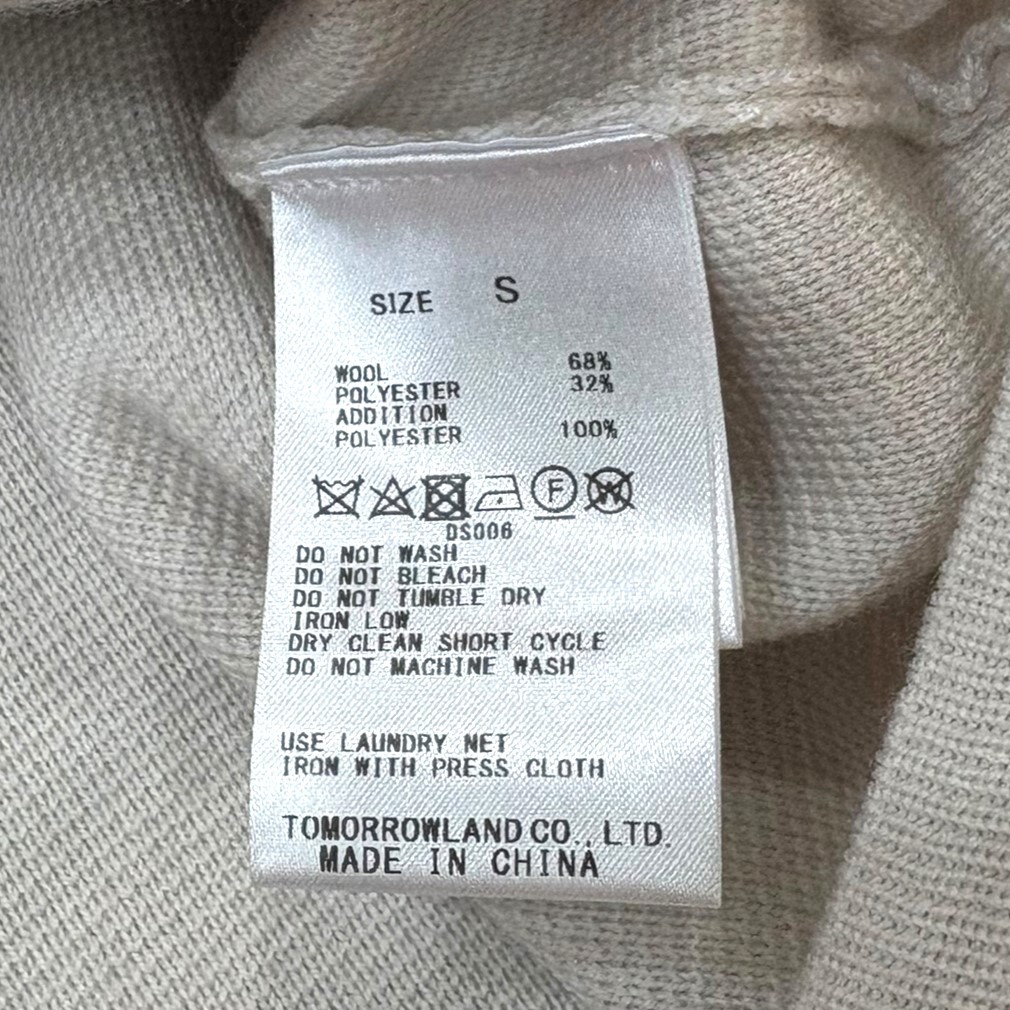 SIZE S
WOOL 68%
POLYESTER 32%
ADDITION
POLYESTER 100%
F W
DS006
DO NOT WASH
DO NOT BLEACH
DO NOT TUMBLE DRY
IRON LOW
DRY CLEAN SHORT CYCLE
DO NOT MACHINE WASH
USE LAUNDRY NET
IRON WITH PRESS CLOTH
TOMORROWLAND CO., LTD.
MADE IN CHINA